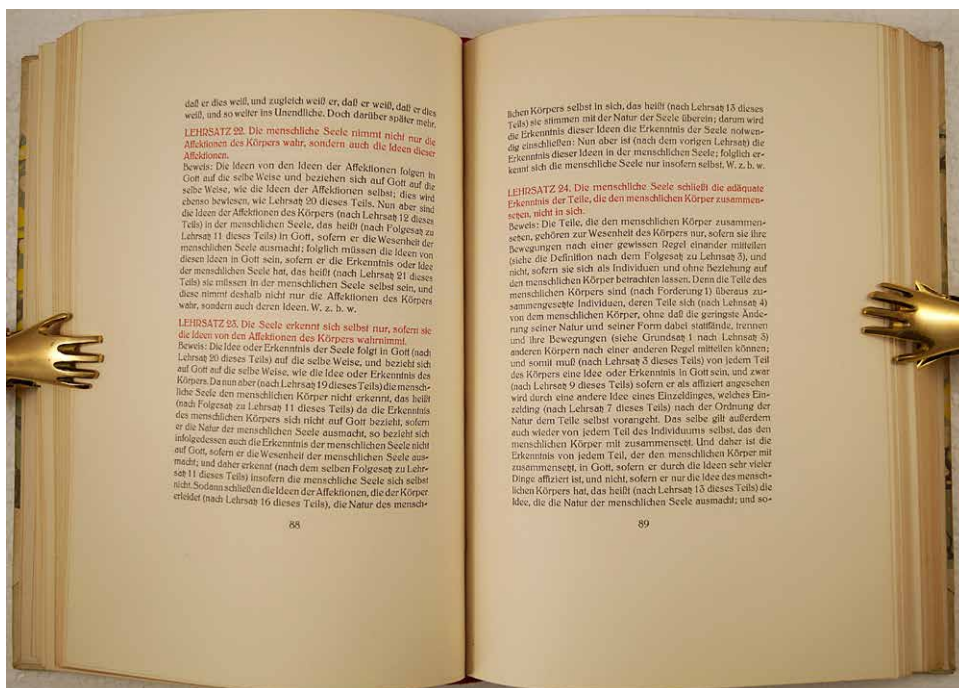 daß er dies weiß, und zugleich weiß er, daß er weiß, daß er dies
weiß, und so weiter ins Unendliche. Doch darüber später mehr.
LEHRSATZ 22. Die menschliche Seele nimmt nicht nur die
Affektionen des Körpers wahr, sondern auch die Ideen dieser
Affektionen.
Beweis: Die Ideen von den Ideen der Affektionen folgen in
Gott auf die selbe Weise und beziehen sich auf Gott auf die
selbe Weise, wie die Ideen der Affektionen selbst; dies wird
ebenso bewiesen, wie Lehrsatz 20 dieses Teils. Nun aber sind
die Ideen der Affektionen des Körpers (nach Lehrsatz 12 dieses
Teils) in der menschlichen Seele, das heißt (nach Folgesatz zu
Lehrsatz 11 dieses Teils) in Gott, sofern er die Wesenheit der
menschlichen Seele ausmacht; folglich müssen die Ideen von
diesen Ideen in Gott sein, sofern er die Erkenntnis oder Idee
der menschlichen Seele hat, das heißt (nach Lehrsatz 21 dieses
Teils) sie müssen in der menschlichen Seele selbst sein, und
diese nimmt deshalb nicht nur die Affektionen des Körpers
wahr, sondern auch deren Ideen. W. z. b. w.
LEHRSATZ 23. Die Seele erkennt sich selbst nur, sofern sie
die Ideen von den Affektionen des Körpers wahrnimmt.
Beweis: Die Idee oder Erkenntnis der Seele folgt in Gott (nach
Lehrsatz 20 dieses Teils) auf die selbe Weise, und bezieht sich
auf Gott auf die selbe Weise, wie die Idee oder Erkenntnis des
Körpers. Da nun aber (nach Lehrsatz 19 dieses Teils) die mensch-
liche Seele den menschlichen Körper nicht erkennt, das heißt
(nach Folgesatz zu Lehrsatz 11 dieses Teils) da die Erkenntnis
des menschlichen Körpers sich nicht auf Gott bezieht, sofern
er die Natur der menschlichen Seele ausmacht, so bezieht sich
infolgedessen auch die Erkenntnis der menschlichen Seele nicht
auf Gott, sofern er die Wesenheit der menschlichen Seele aus-
macht; und daher erkennt (nach dem selben Folgesatz zu Lehr-
satz 11 dieses Teils) insofern die menschliche Seele sich selbst
nicht. Sodann schließen die Ideen der Affektionen, die der Körper
erleidet (nach Lehrsatz 16 dieses Teils), die Natur des mensch-
88
lichen Körpers selbst in sich, das heißt (nach Lehrsatz 13 dieses
Teils) sie stimmen mit der Natur der Seele überein; darum wird
die Erkenntnis dieser Ideen die Erkenntnis der Seele notwen-
dig einschließen: Nun aber ist (nach dem vorigen Lehrsatz) die
Erkenntnis dieser Ideen in der menschlichen Seele; folglich er-
kennt sich die menschliche Seele nur insofern selbst. W. z. b. w.
LEHRSATZ 24. Die menschliche Seele schließt die adäquate
Erkenntnis der Teile, die den menschlichen Körper zusammen-
setzen, nicht in sich.
Beweis: Die Teile, die den menschlichen Körper zusammen-
setzen, gehören zur Wesenheit des Körpers nur, sofern sie ihre
Bewegungen nach einer gewissen Regel einander mitteilen
(siehe die Definition nach dem Folgesatz zu Lehnsatz 3), und
nicht, sofern sie sich als Individuen und ohne Beziehung auf
den menschlichen Körper betrachten lassen. Denn die Teile des
menschlichen Körpers sind (nach Forderung 1) überaus zu-
sammengesetzte Individuen, deren Teile sich (nach Lehnsatz 4)
von dem menschlichen Körper, ohne daß die geringste Ände-
rung seiner Natur und seiner Form dabei stattfände, trennen
und ihre Bewegungen (siehe Grundsatz 1 nach Lehnsatz 3)
anderen Körpern nach einer anderen Regel mitteilen können;
und somit muß (nach Lehrsatz 3 dieses Teils) von jedem Teil
des Körpers eine Idee oder Erkenntnis in Gott sein, und zwar
(nach Lehrsatz 9 dieses Teils) sofern er als affiziert angesehen
wird durch eine andere Idee eines Einzeldinges, welches Ein-
zelding (nach Lehrsatz 7 dieses Teils) nach der Ordnung der
Natur dem Teile selbst vorangeht. Das selbe gilt außerdem
auch wieder von jedem Teil des Individuums selbst, das den
menschlichen Körper mit zusammensetzt. Und daher ist die
Erkenntnis von jedem Teil, der den menschlichen Körper mit
zusammensetzt, in Gott, sofern er durch die Ideen sehr vieler
Dinge affiziert ist, und nicht, sofern er nur die Idee des mensch-
lichen Körpers hat, das heißt (nach Lehrsatz 13 dieses Teils) die
Idee, die die Natur der menschlichen Seele ausmacht; und so-
89